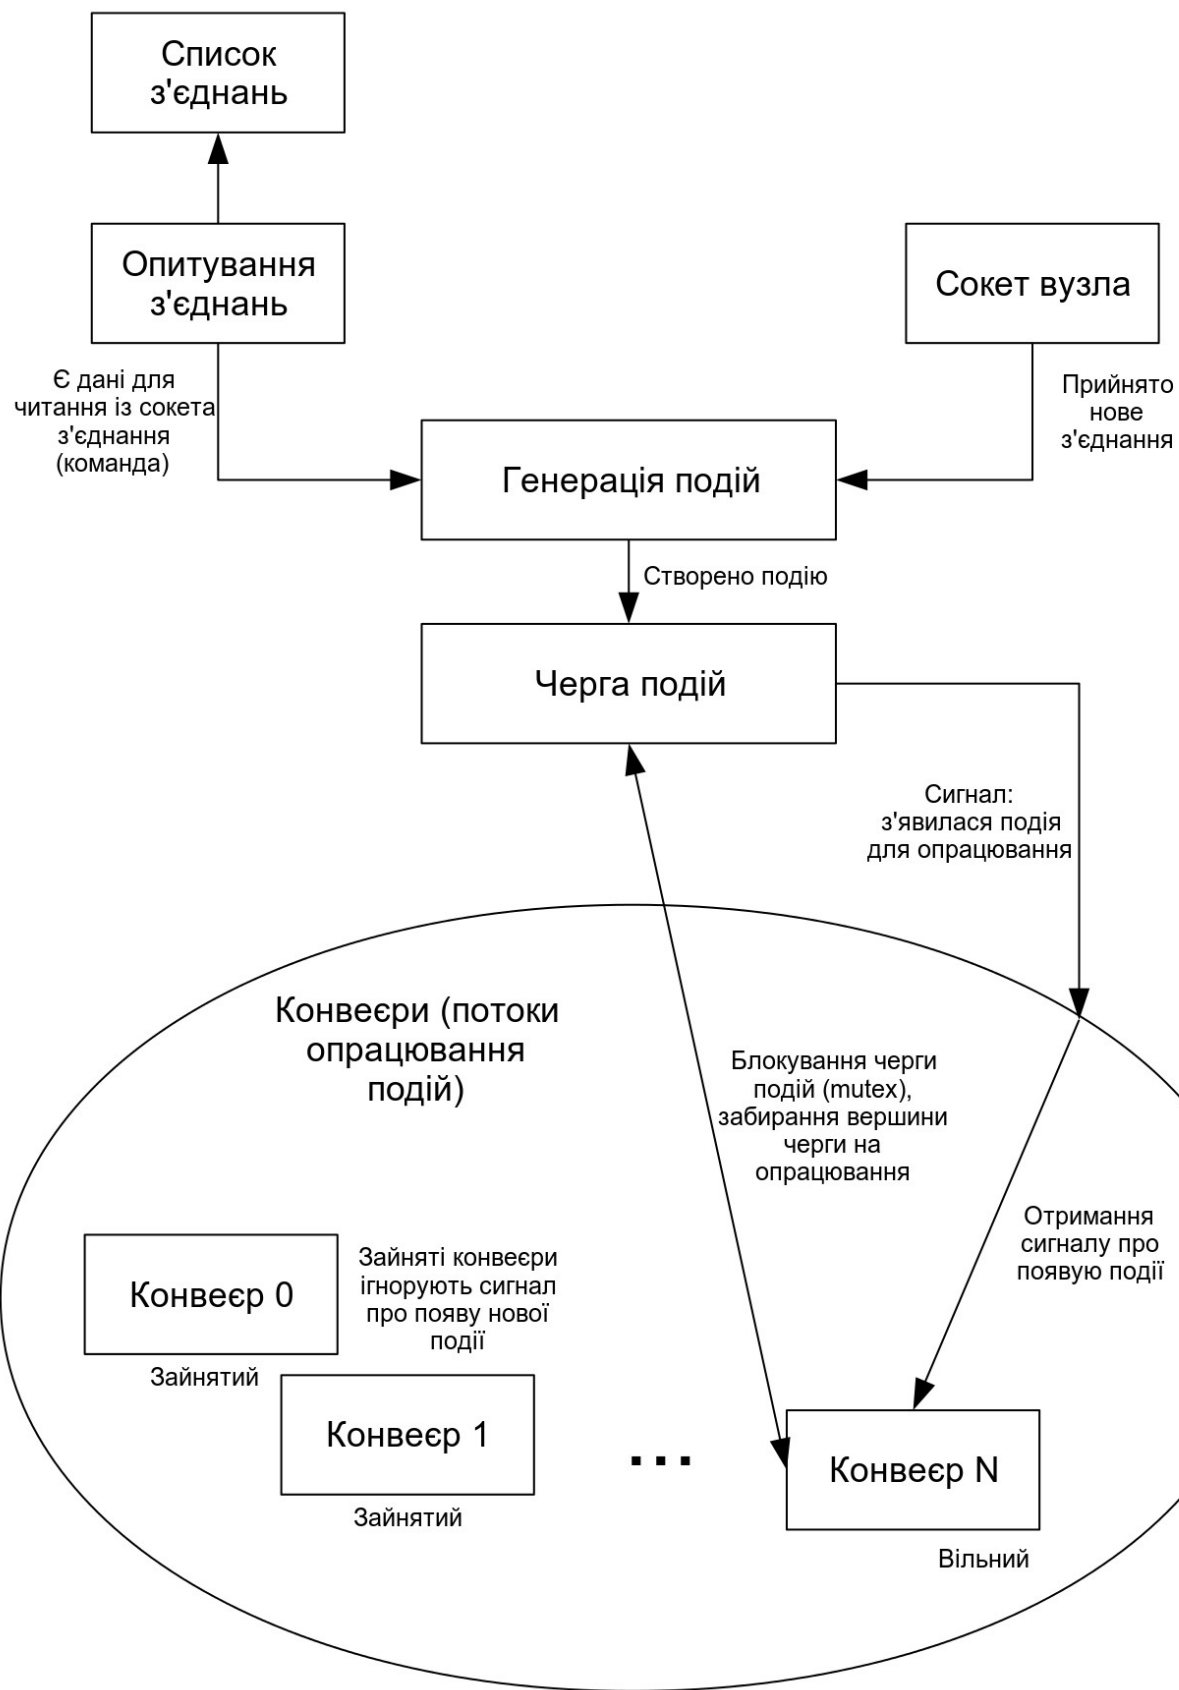 Список
з'єднань
Опитування
з'єднань
Сокет вузла
Є дані для
читання із сокета
з'єднання
(команда)
Прийнято
нове
з'єднання
Генерація подій
Створено подію
Черга подій
Сигнал:
з'явилася подія
для опрацювання
Конвеєри (потоки
опрацювання
подій)
Блокування черги
подій (mutex),
забирання вершини
черги на
опрацювання
Отримання
сигналу про
появую події
Конвеєр 0
Зайняті конвеєри
ігнорують сигнал
про появу нової
події
Зайнятий
Конвеєр 1
...
Конвеєр N
Зайнятий
Вільний